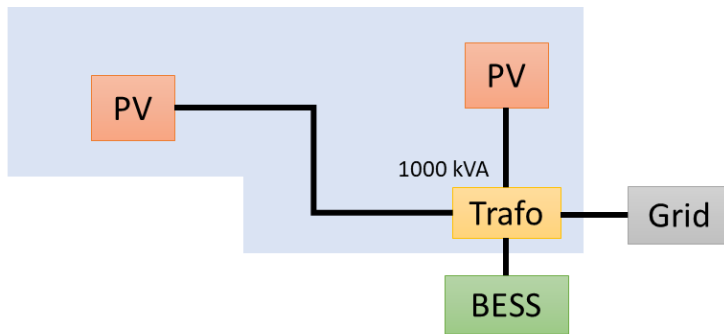 PV
PV
1000 kVA
Trafo
Grid
BESS